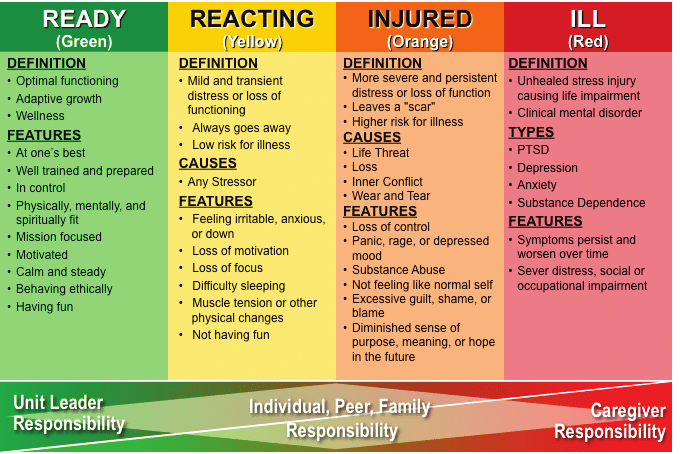 READY
(Green)
DEFINITION
• Optimal functioning
• Adaptive growth
• Wellness
FEATURES
• At one's best
• Well trained and prepared
• In control
• Physically, mentally, and
spiritually fit
• Mission focused
• Motivated
• Calm and steady
• Behaving ethically
• Having fun
REACTING
(Yellow)
DEFINITION
• Mild and transient
distress or loss of
functioning
• Always goes away
• Low risk for illness
CAUSES
• Any Stressor
FEATURES
• Feeling irritable, anxious,
or down
• Loss of motivation
• Loss of focus
• Difficulty sleeping
• Muscle tension or other
physical changes
• Not having fun
INJURED
(Orange)
DEFINITION
• More severe and persistent
distress or loss of function
• Leaves a "scar"
• Higher risk for illness
CAUSES
• Life Threat
• Loss
• Inner Conflict
• Wear and Tear
FEATURES
• Loss of control
• Panic, rage, or depressed
mood
• Substance Abuse
• Not feeling like normal self
• Excessive guilt, shame, or
blame
• Diminished sense of
purpose, meaning, or hope
in the future
ILL
(Red)
DEFINITION
• Unhealed stress injury
causing life impairment
• Clinical mental disorder
TYPES
• PTSD
• Depression
• Anxiety
• Substance Dependence
FEATURES
• Symptoms persist and
worsen over time
• Sever distress, social or
occupational impairment
Unit Leader
Responsibility
Individual, Peer, Family
Responsibility
Caregiver
Responsibility